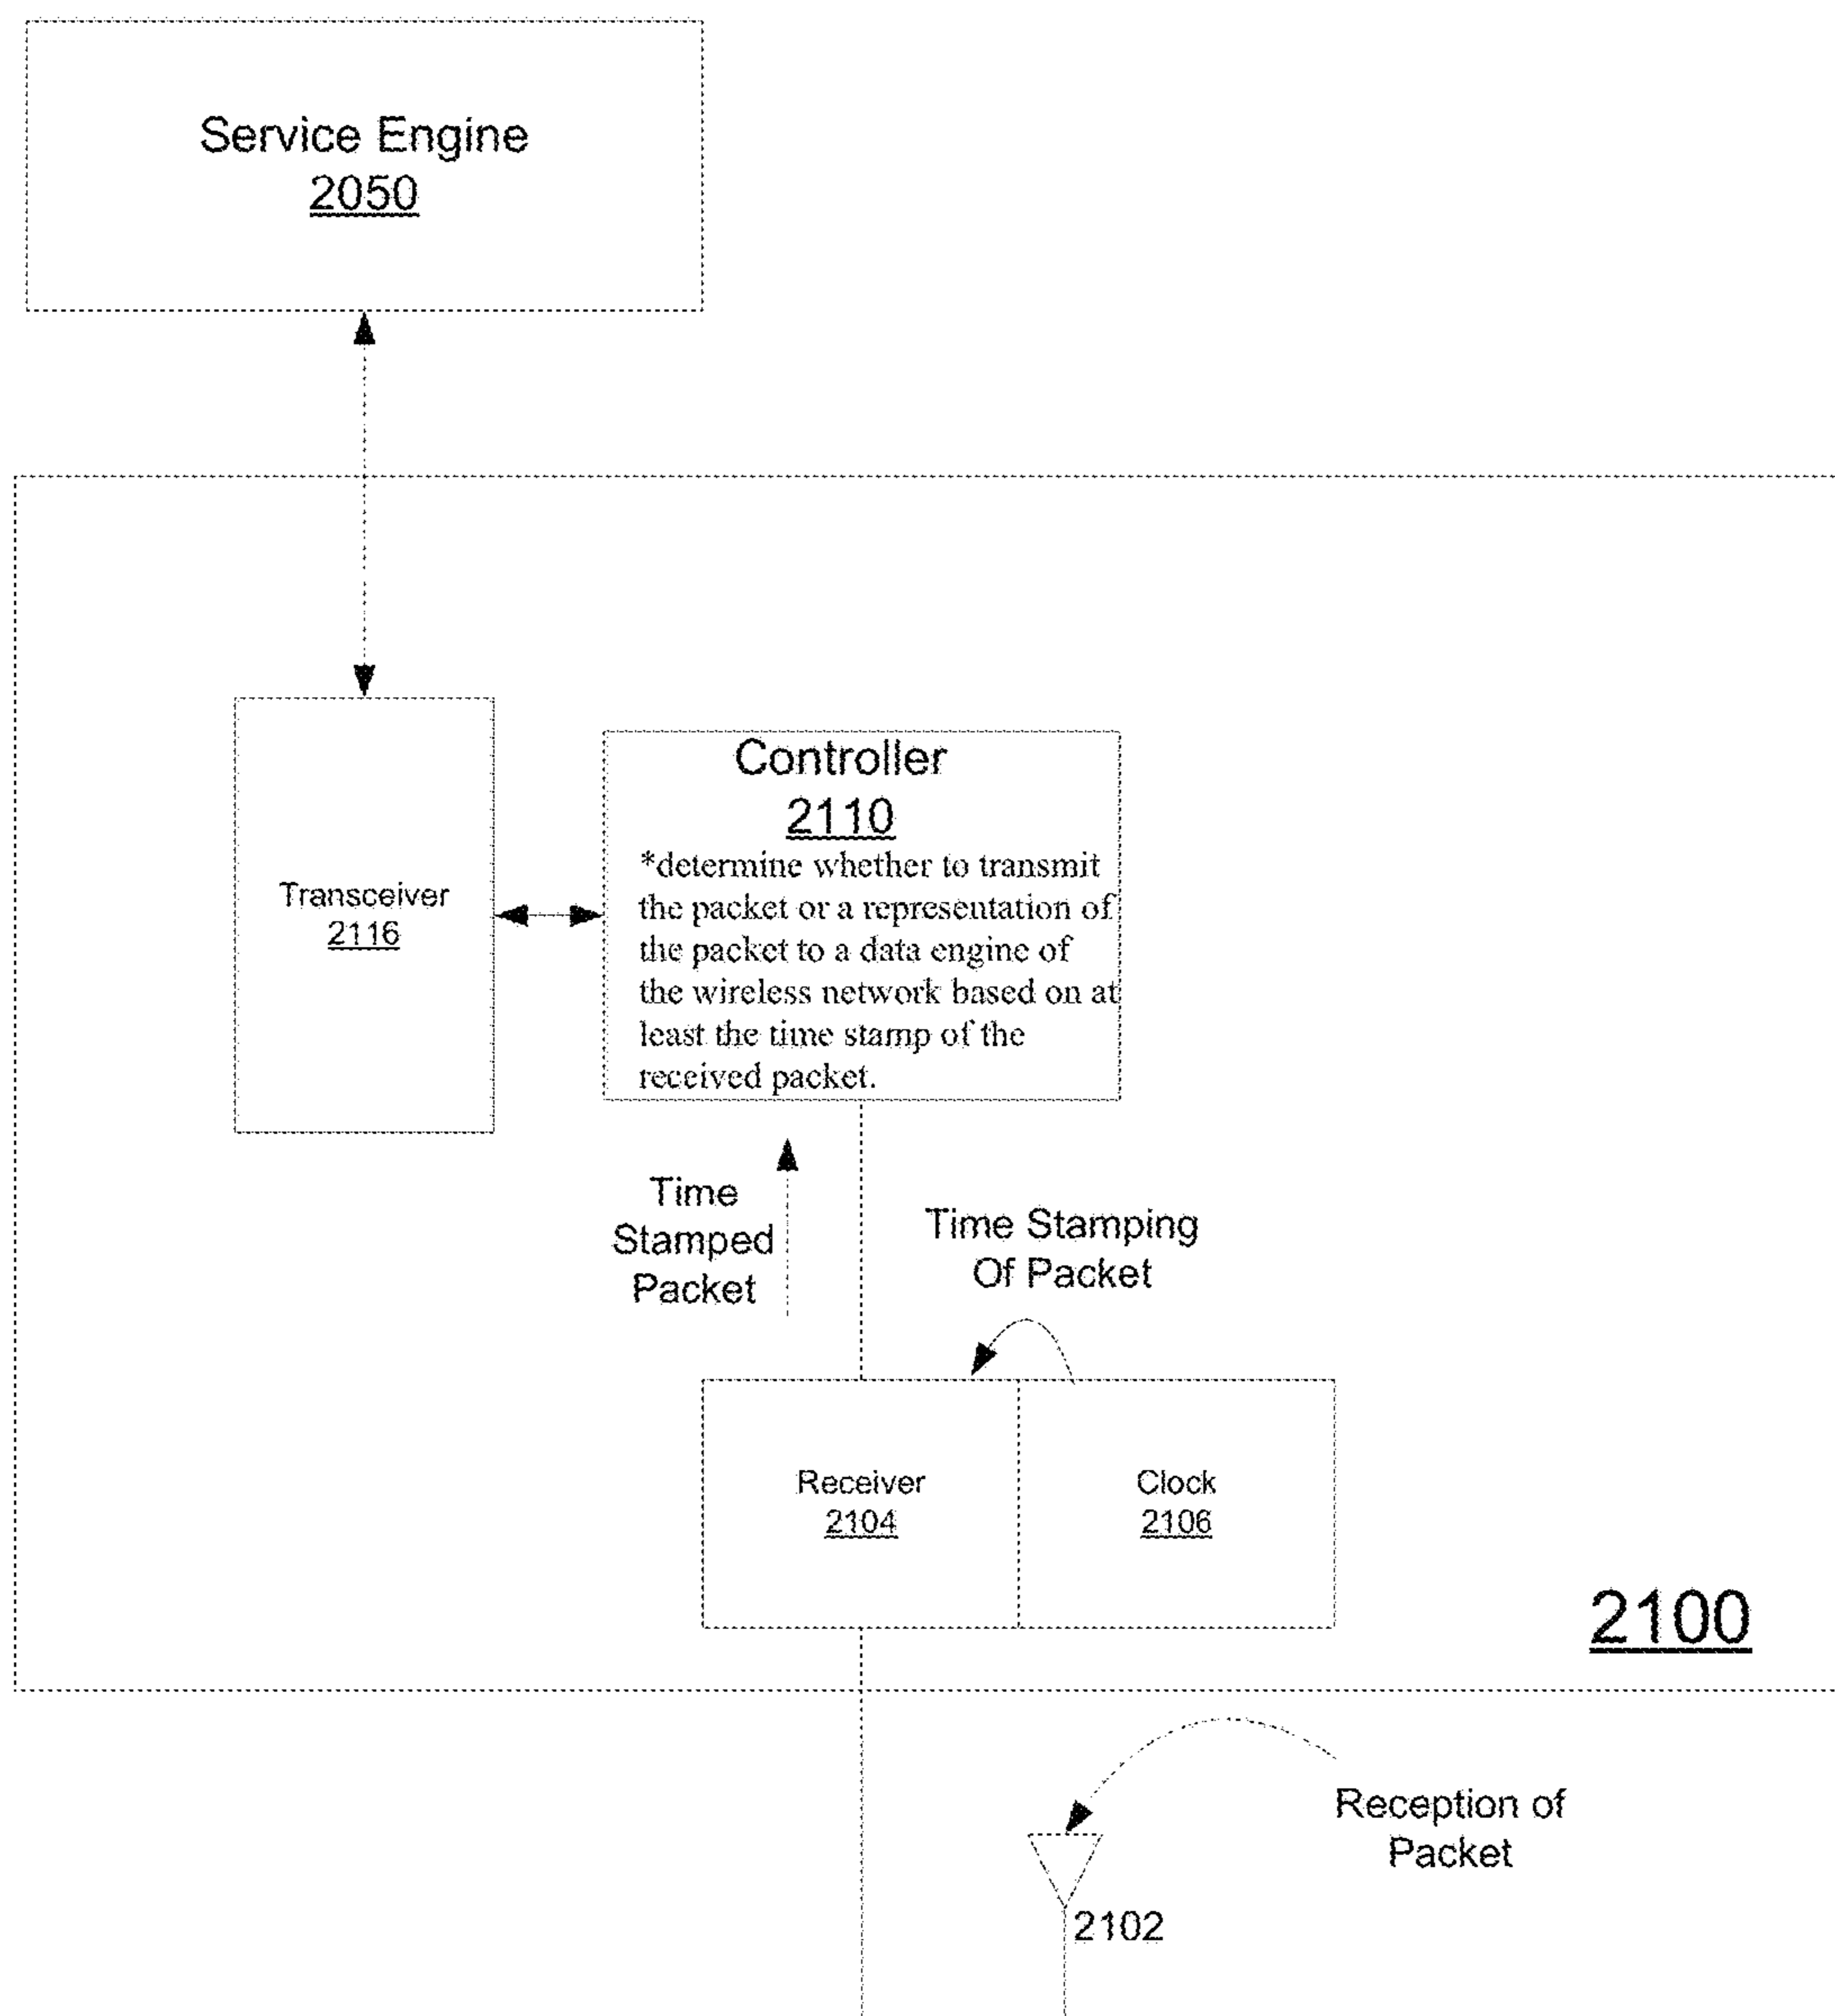 Service Engine
2050
Controller
2110
*determine whether to transmit
the packet or a representation of
the packet to a data engine of
the wireless network based on at
least the time stamp of the
received packet.
Transceiver
2116
Time
Stamped
Packet
Time Stamping
Of Packet
Receiver
2104
Clock
2106
2100
Reception of
Packet
2102